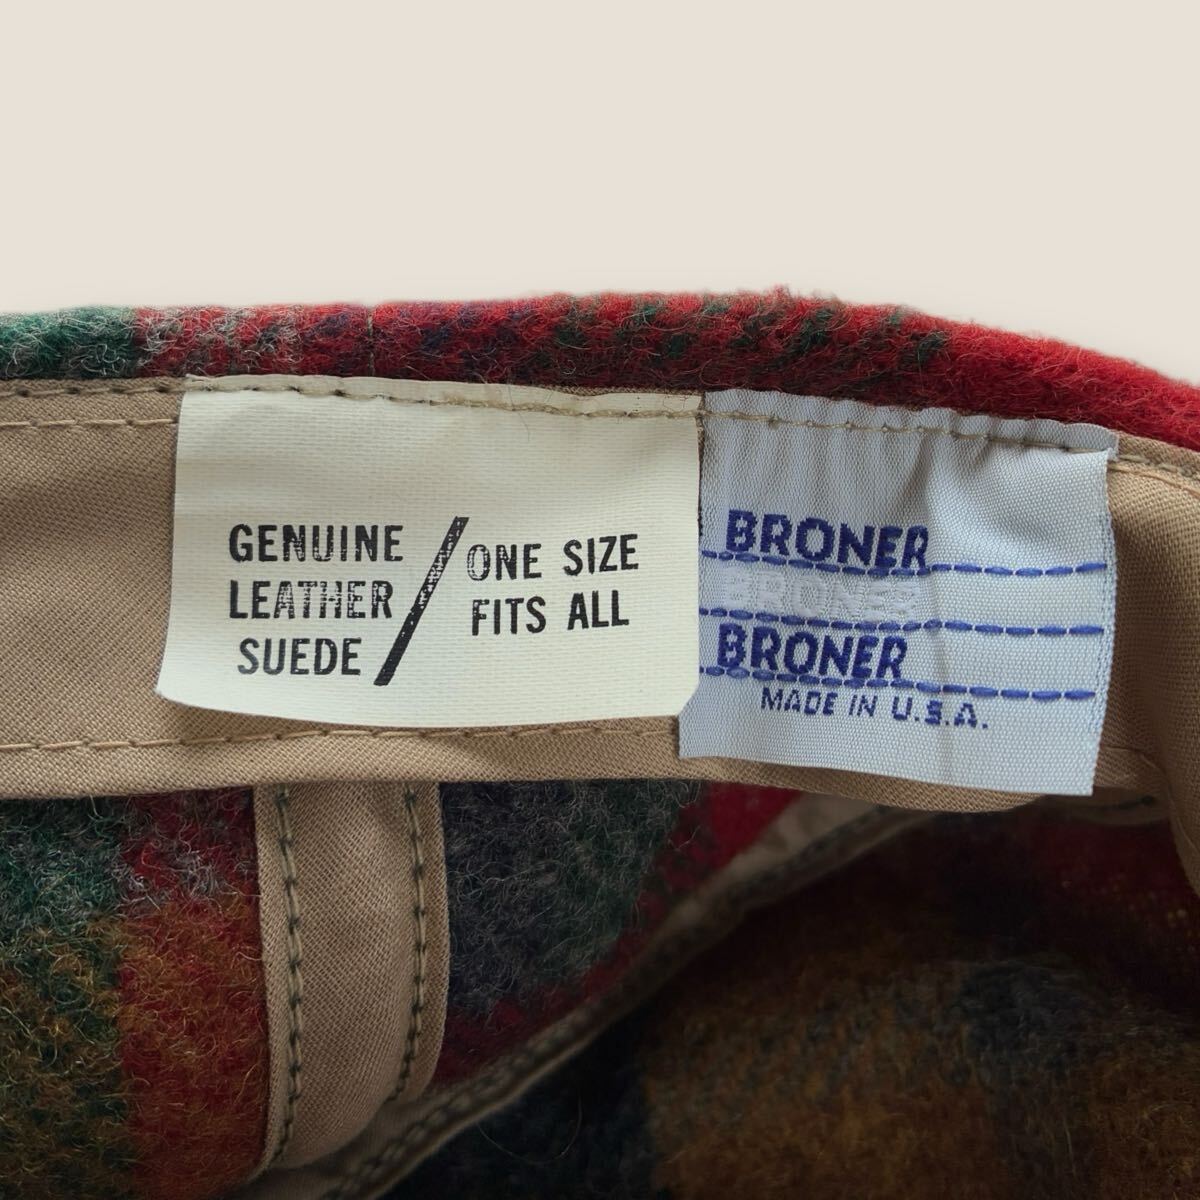 GENUINE
LEATHER
SUEDE
/
ONE SIZE
FITS ALL
BRONER
BRONER
BRONER
MADE IN U.S.A.